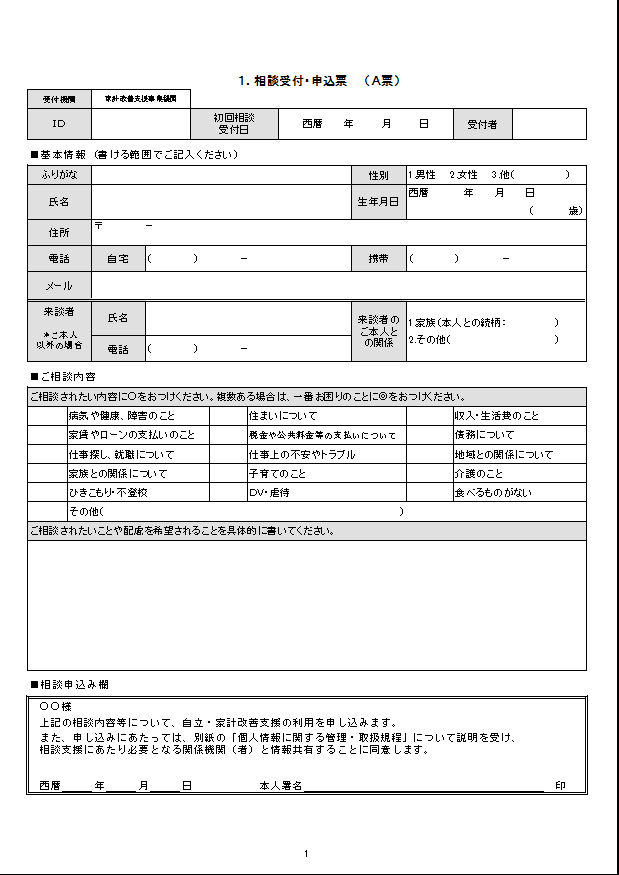 1．相談受付・申込票　（A票）
受付機関　家計改善支援事業機関
ID　初回相談受付日　西暦　年　月　日　受付者
■基本情報（書ける範囲でご記入ください）
ふりがな　性別　1.男性　2.女性　3.他(　)
氏名　生年月日　西暦　年　月　日
（　歳）
住所　〒　－
電話　自宅　(　)　－　携帯　(　)　－
メール
来談者　＊ご本人以外の場合　氏名　来談者のご本人との関係　1.家族（本人との続柄：　）
電話　(　)　－　2.その他(　)
■ご相談内容
ご相談されたい内容に○をおつけください。複数ある場合は、一番お困りのことに◎をおつけください。
病気や健康、障害のこと　住まいについて　収入・生活費のこと
家賃やローンの支払いのこと　税金や公共料金等の支払いについて　債務について
仕事探し、就職について　仕事上の不安やトラブル　地域との関係について
家族との関係について　子育てのこと　介護のこと
ひきこもり・不登校　DV・虐待　食べるものがない
その他(　)
ご相談されたいことや配慮を希望されることを具体的に書いてください。
■相談申込み欄
○○様
上記の相談内容等について、自立・家計改善支援の利用を申し込みます。
また、申し込みにあたっては、別紙の「個人情報に関する管理・取扱規程」について説明を受け、
相談支援にあたり必要となる関係機関（者）と情報共有することに同意します。
西暦＿＿＿年＿＿＿月＿＿＿日　本人署名＿＿＿＿＿＿＿＿＿＿　印
1